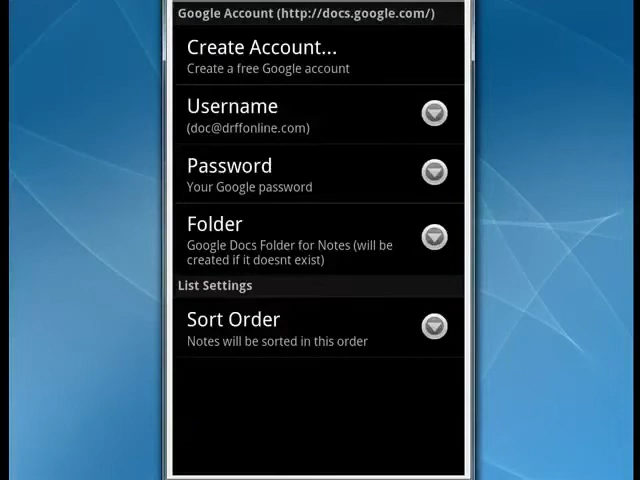 Google Account (http://docs.google.com/)
Create Account...
Create a free Google account
Username
(doc@drffonline.com)
Password
Your Google password
Folder
Google Docs Folder for Notes (will be
created if it doesnt exist)
List Settings
Sort Order
Notes will be sorted in this order